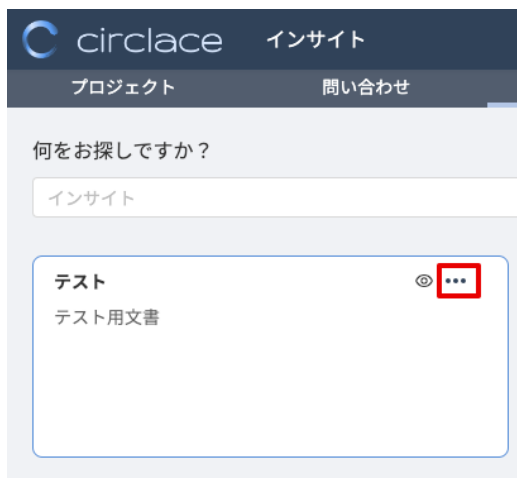 circlace インサイト
プロジェクト 問い合わせ
何をお探しですか？
インサイト
テスト
テスト用文書